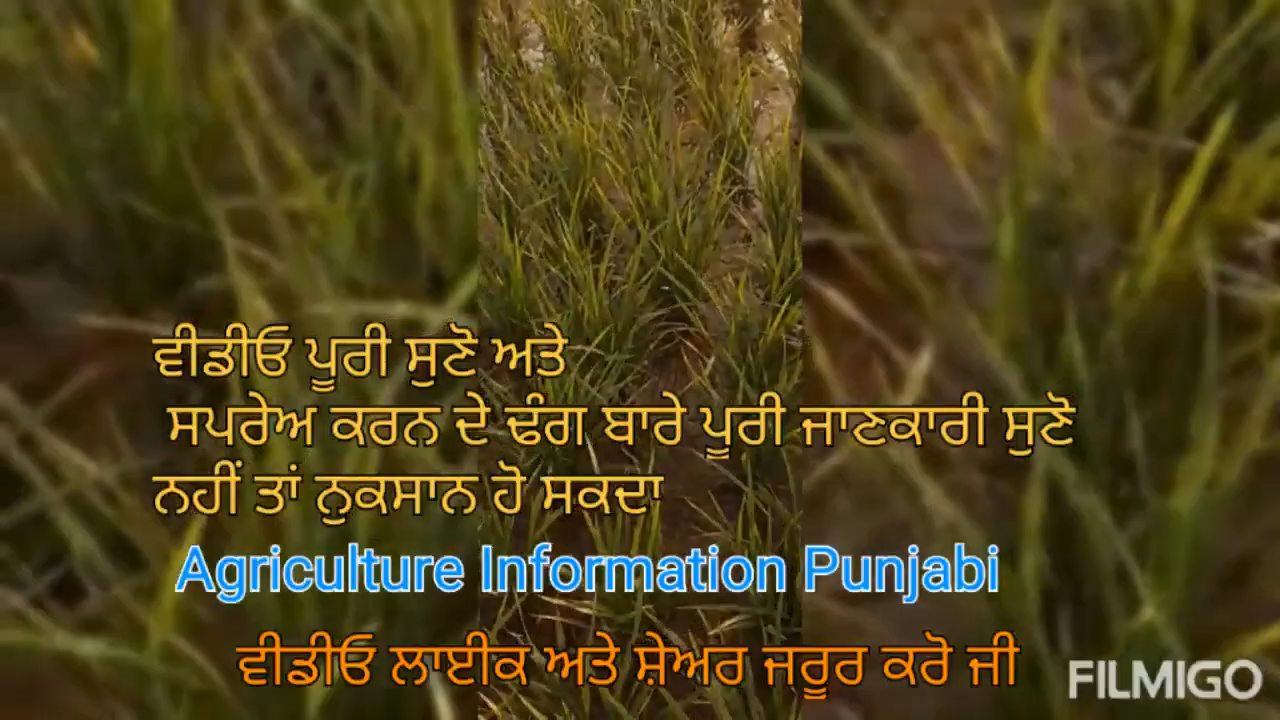 ਵੀਡੀਓ ਪੂਰੀ ਸੁਣੋ ਅਤੇ
ਸਪਰੇਅ ਕਰਨ ਦੇ ਢੰਗ ਬਾਰੇ ਪੂਰੀ ਜਾਣਕਾਰੀ ਸੁਣੋ
ਨਹੀਂ ਤਾਂ ਨੁਕਸਾਨ ਹੋ ਸਕਦਾ
Agriculture Information Punjabi
ਵੀਡੀਓ ਲਾਈਕ ਅਤੇ ਸ਼ੇਅਰ ਜਰੂਰ ਕਰੋ ਜੀ
FILMIGO